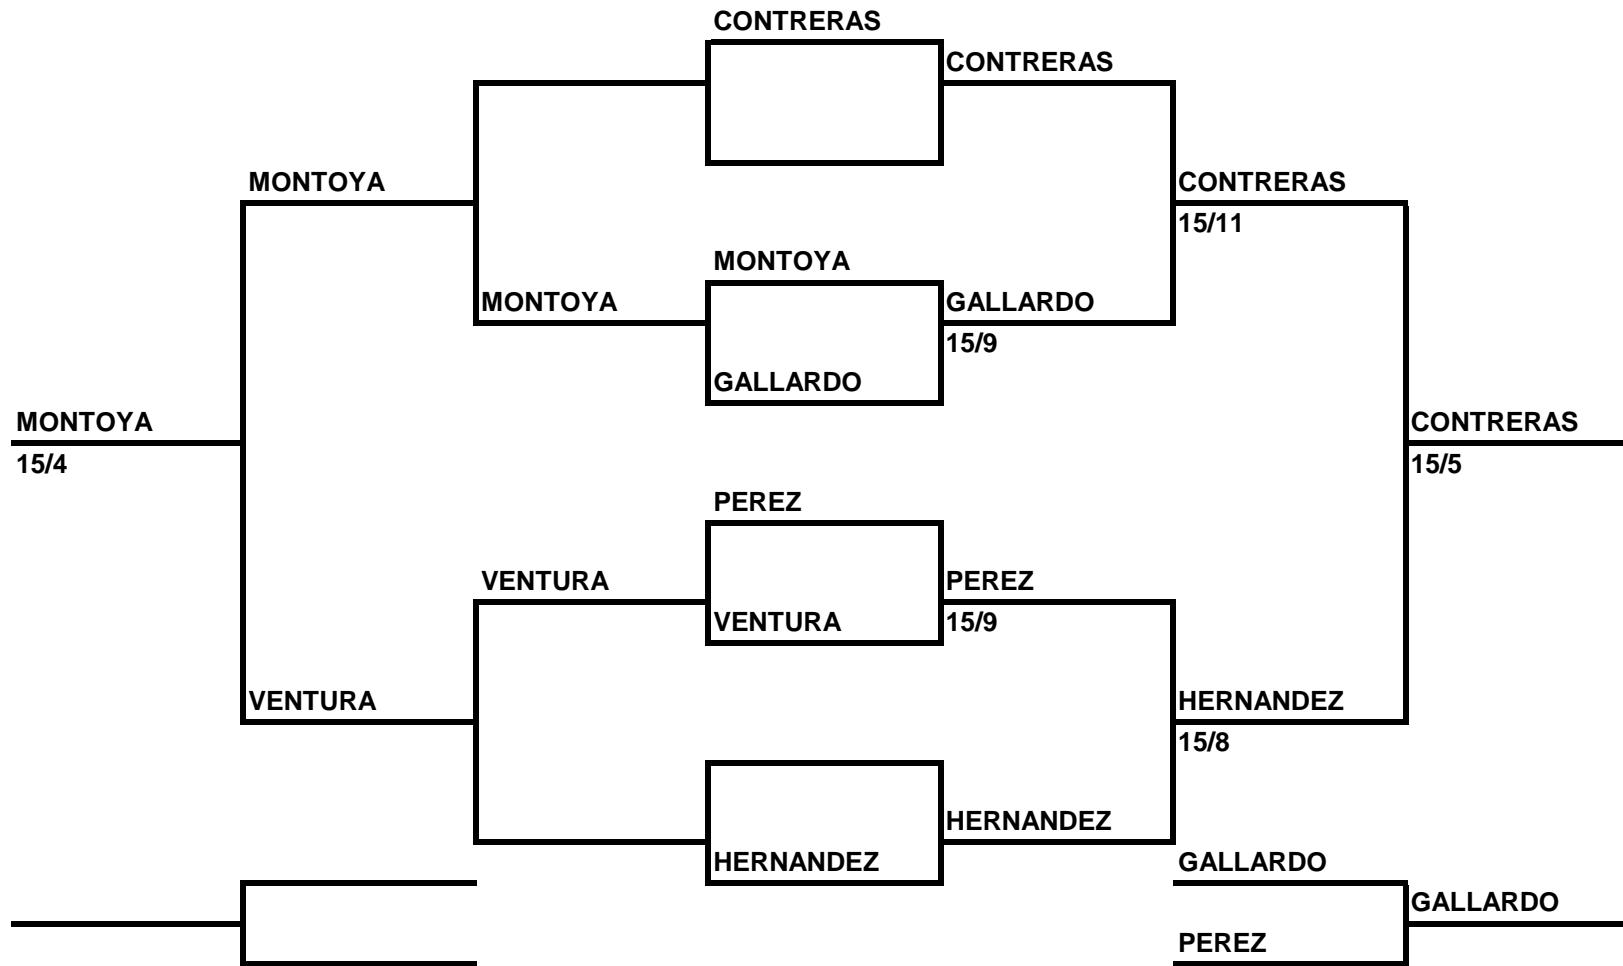 CONTRERAS
CONTRERAS
MONTOYA
CONTRERAS
15/11
MONTOYA
MONTOYA
GALLARDO
15/9
GALLARDO
MONTOYA
CONTRERAS
15/4
15/5
PEREZ
VENTURA
PEREZ
VENTURA
15/9
VENTURA
HERNANDEZ
15/8
HERNANDEZ
HERNANDEZ
GALLARDO
GALLARDO
PEREZ